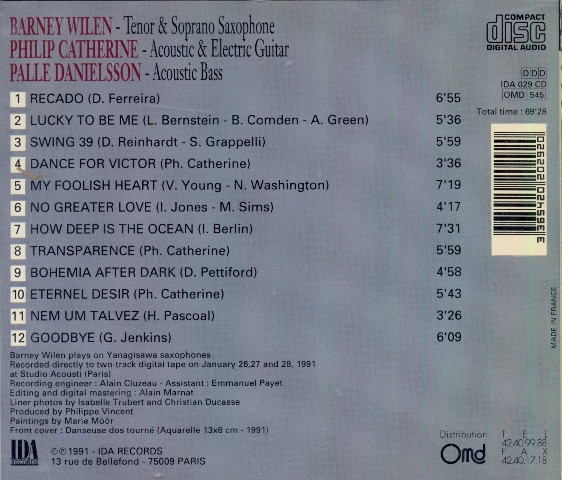 BARNEY WILEN - Tenor & Soprano Saxophone
PHILIP CATHERINE - Acoustic & Electric Guitar
PALLE DANIELSSON - Acoustic Bass
COMPACT
disc
DIGITAL AUDIO
DDD
IDA 029 CD
OMD 545
Total time : 69'28
1 RECADO (D. Ferreira) 6'55
2 LUCKY TO BE ME (L. Bernstein - B. Comden - A. Green) 5'36
3 SWING 39 (D. Reinhardt - S. Grappelli) 5'59
4 DANCE FOR VICTOR (Ph. Catherine) 3'36
5 MY FOOLISH HEART (V. Young - N. Washington) 7'19
6 NO GREATER LOVE (I. Jones - M. Sims) 4'17
7 HOW DEEP IS THE OCEAN (I. Berlin) 7'31
8 TRANSPARENCE (Ph. Catherine) 5'59
9 BOHEMIA AFTER DARK (D. Pettiford) 4'58
10 ETERNEL DESIR (Ph. Catherine) 5'43
11 NEM UM TALVEZ (H. Pascoal) 3'26
12 GOODBYE (G. Jenkins) 6'09
3 399542 020290
MADE IN FRANCE
Barney Wilen plays on Yanagisawa saxophones
Recorded directly to two-track digital tape on January 26,27 and 28, 1991
at Studio Acousti (Paris)
Recording engineer : Alain Cluzeau - Assistant : Emmanuel Payet
Editing and digital mastering : Alain Marnat
Liner photos by Isabelle Trubert and Christian Ducasse
Produced by Philippe Vincent
Paintings by Marie Möör
Front cover : Danseuse dos tourné (Aquarelle 13x8 cm - 1991)
IDA
RECORDS
©℗ 1991 - IDA RECORDS
13 rue de Bellefond - 75009 PARIS
Distribution
Omd
TEL
42.40.99.88
FAX
42.40.17.18